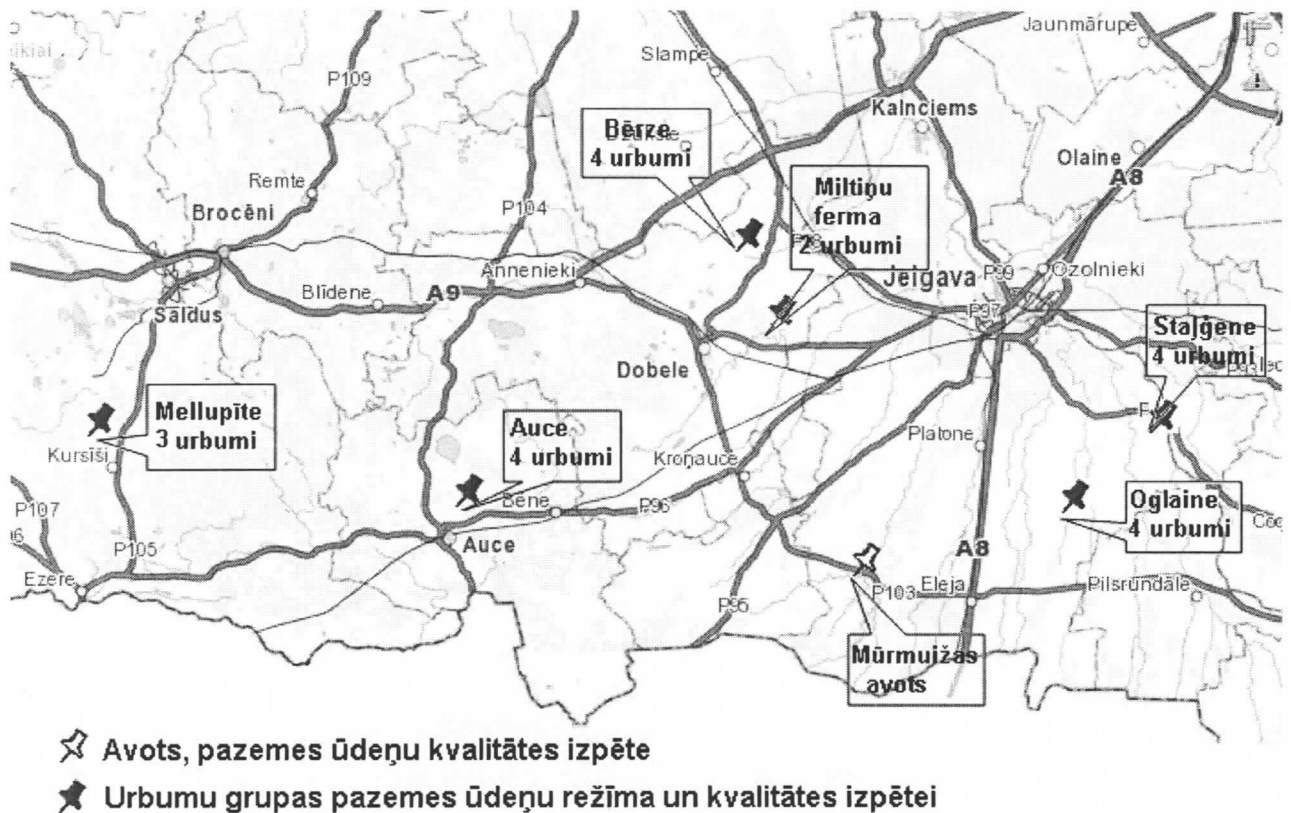 Jaunmārupe
Slampe
P109
Kalnciems
Bērze
4 urbumi
Olaine
A8
Remte
Miltiņu
ferma
2 urbumi
Brocēni
P104
Annenieki
Jelgava
P99
Ozolnieki
Blīdene
A9
P97
Saldus
Staļģene
4 urbumi
Dobele
Mellupīte
3 urbumi
Auce
4 urbumi
Platone
Kursīši
Kroņauce
Bēne
P96
Oglaine
4 urbumi
P107
P105
Auce
A8
Ezere
P103
Eleja
Pilsrundāle
P95
Mūrmuižas
avots
Avots, pazemes ūdeņu kvalitātes izpēte
Urbumu grupas pazemes ūdeņu režīma un kvalitātes izpētei